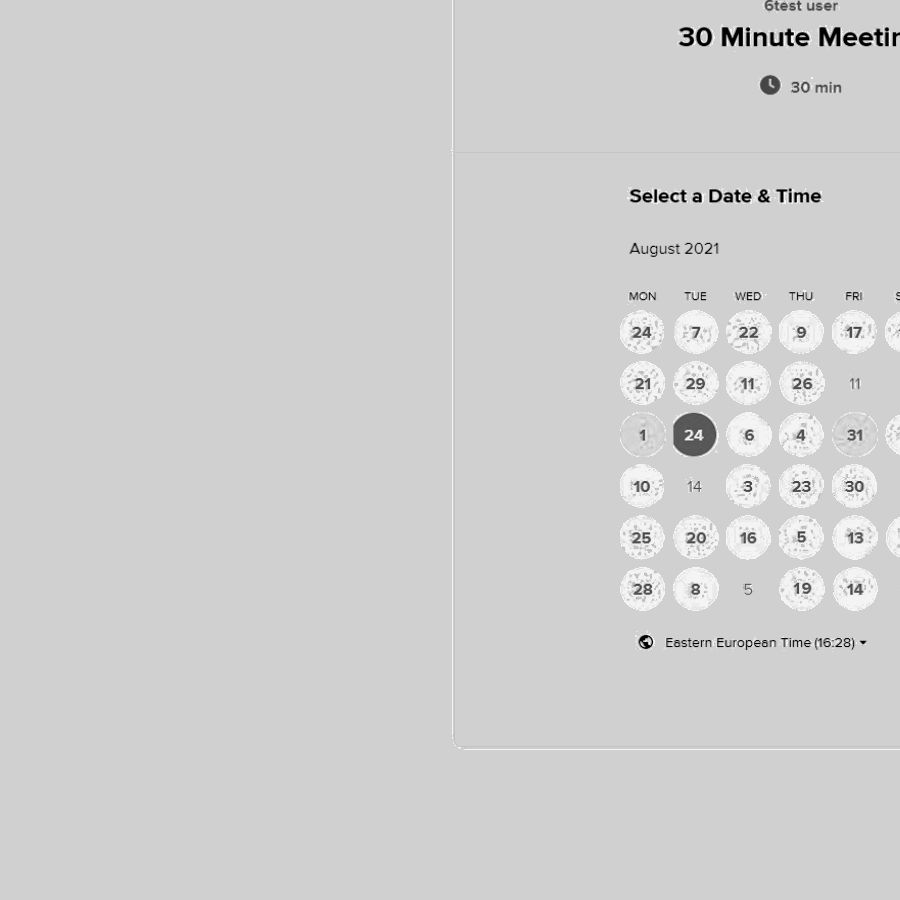 6test user
30 Minute
30 min
Select a Date & Time
August 2021
MON TUE WED THU FRI
24 7 22 9 17
21 29 11 26 11
1 24 6 4 31
10 14 3 23 30
25 20 16 5 13
28 8 5 19 14
Eastern European Time (16:28)